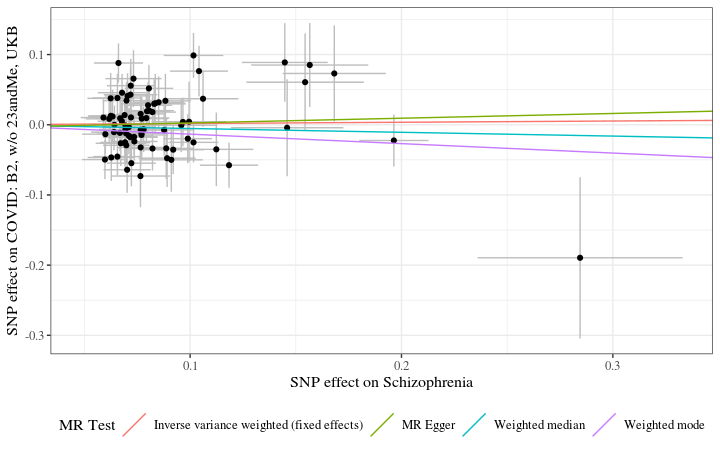 SNP effect on COVID: B2, w/o 23andMe, UKB
0.1
0.0
-0.1
-0.2
-0.3
0.1 0.2 0.3
SNP effect on Schizophrenia
MR Test Inverse variance weighted (fixed effects) MR Egger Weighted median Weighted mode